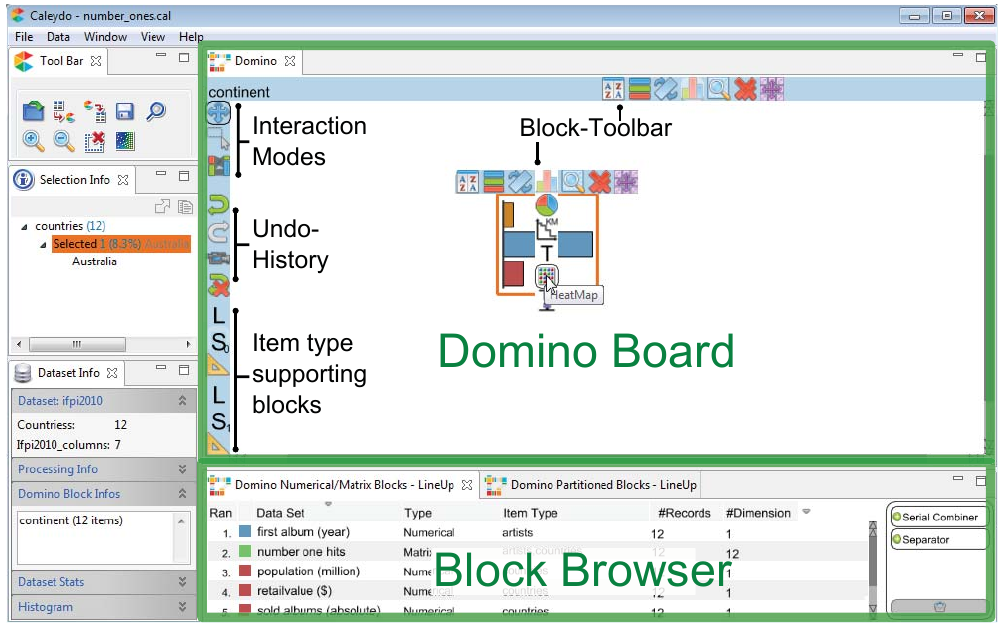 Caleydo - number_ones.cal
File Data Window View Help
Tool Bar
Selection Info
countries (12)
Selected 1 (8.3%) Australia
Australia
Dataset Info
Dataset: ifpi2010
Countriess: 12
Ifpi2010_columns: 7
Processing Info
Domino Block Infos
continent (12 items)
Dataset Stats
Histogram
Domino
continent
Interaction
Modes
Block-Toolbar
Undo-
History
KM
T
HeatMap
L
S0
L
S1
Item type
supporting
blocks
Domino Board
Domino Numerical/Matrix Blocks - LineUp
Domino Partitioned Blocks - LineUp
Ran Data Set Type Item Type #Records #Dimension
1. first album (year) Numerical artists 12 1
2. number one hits Matrix artists,countries 12 12
3. population (million) Nume 1
4. retailvalue ($) Numerical countries 12 1
5. sold albums (absolute) Numerical countries 12 1
Block Browser
Serial Combiner
Separator